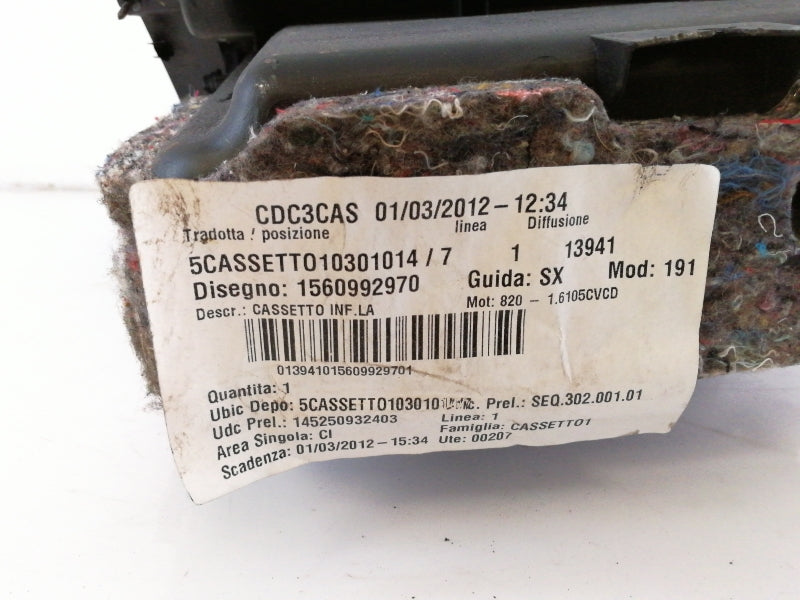 CDC3CAS 01/03/2012-12:34
Tradotta / posizione linea Diffusione
5CASSETTO10301014 / 7 1 13941
Disegno: 1560992970 Guida: SX Mod: 191
Descr.: CASSETTO INF.LA Mot: 820 - 1.6105CVCD
013941015609929701
Quantita: 1
Ubic Depo: 5CASSETTO103010 Prel.: SEQ.302.001.01
Udc Prel.: 145250932403 Linea: 1
Area Singola: CI Famiglia: CASSETTO1
Scadenza: 01/03/2012-15:34 Ute: 00207